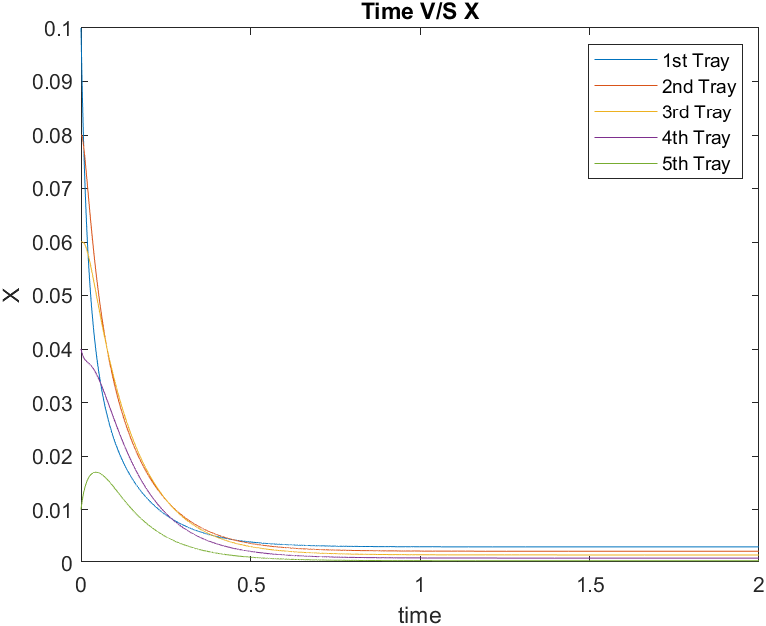 Time V/S X
0.1
0.09
0.08
0.07
0.06
0.05
0.04
0.03
0.02
0.01
0
X
1st Tray
2nd Tray
3rd Tray
4th Tray
5th Tray
0 0.5 1 1.5 2
time